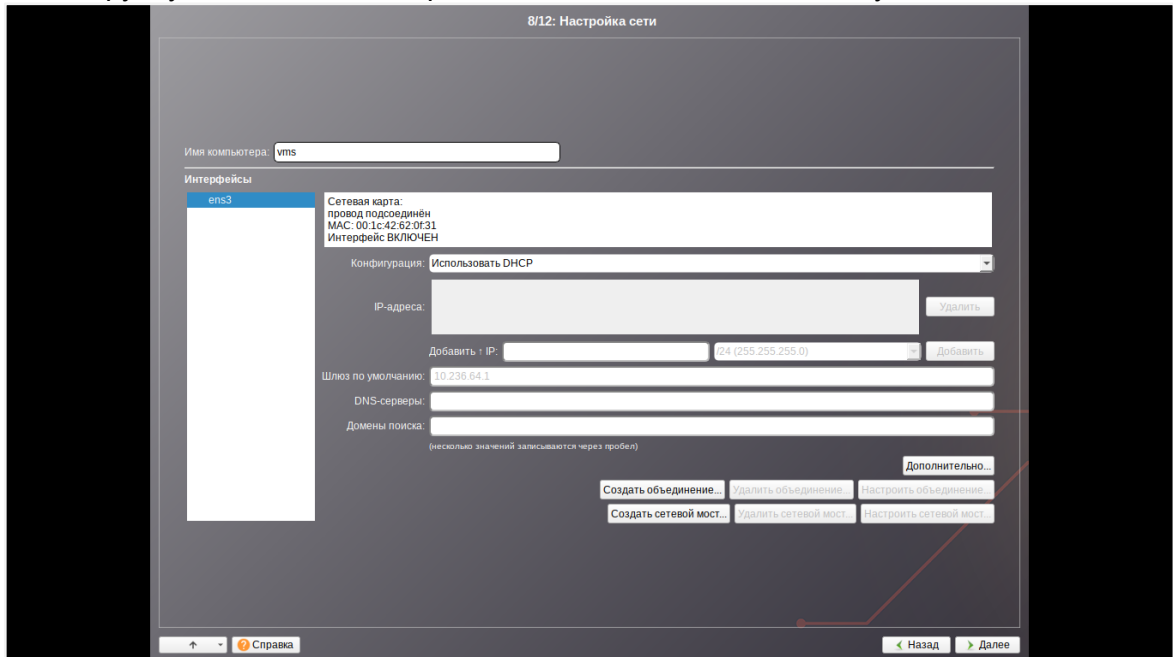 8/12: Настройка сети
Имя компьютера: vms
Интерфейсы
ens3
Сетевая карта:
провод подсоединён
MAC: 00:1c:42:62:0f:31
Интерфейс ВКЛЮЧЕН
Конфигурация: Использовать DHCP
IP-адреса: Удалить
Добавить ↑ IP: /24 (255.255.255.0) Добавить
Шлюз по умолчанию: 10.236.64.1
DNS-серверы:
Домены поиска:
(несколько значений записываются через пробел)
Дополнительно...
Создать объединение... Удалить объединение... Настроить объединение...
Создать сетевой мост... Удалить сетевой мост... Настроить сетевой мост...
Справка Назад Далее